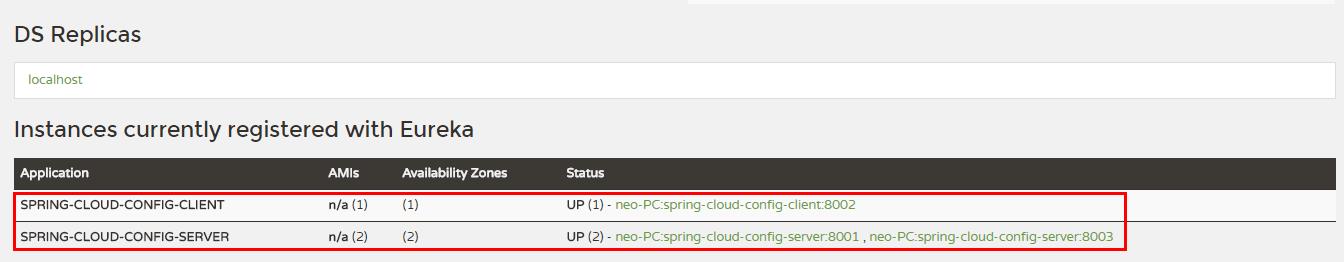 DS Replicas
localhost
Instances currently registered with Eureka
Application AMIs Availability Zones Status
SPRING-CLOUD-CONFIG-CLIENT n/a (1) (1) UP (1) - neo-PC:spring-cloud-config-client:8002
SPRING-CLOUD-CONFIG-SERVER n/a (2) (2) UP (2) - neo-PC:spring-cloud-config-server:8001 , neo-PC:spring-cloud-config-server:8003